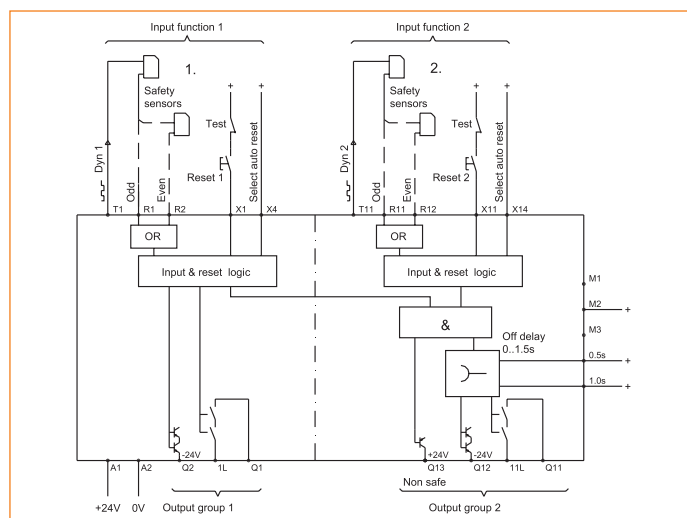 Input function 1 Input function 2
1. 2.
Safety sensors
Safety sensors
+ + + +
Test Test
Dyn 1 Odd Even Reset 1 Select auto reset
Dyn 2 Odd Even Reset 2 Select auto reset
T1 R1 R2 X1 X4 T11 R11 R12 X11 X14
OR OR
Input & reset logic Input & reset logic
M1
M2 +
M3
&
Off delay
0..1.5s
0.5s +
1.0s +
-24V +24V -24V
A1 A2 Q2 1L Q1 Q13 Q12 11L Q11
Non safe
+24V 0V Output group 1 Output group 2